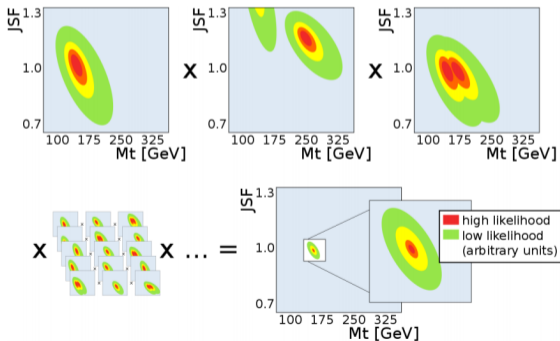 JSF
1.3
1.0
0.7
100 175 250 325
Mt [GeV]
x
JSF
1.3
1.0
0.7
100 175 250 325
Mt [GeV]
x
JSF
1.3
1.0
0.7
100 175 250 325
Mt [GeV]
x
x ... =
JSF
1.3
1.0
0.7
100 175 250 325
Mt [GeV]
high likelihood
low likelihood
(arbitrary units)